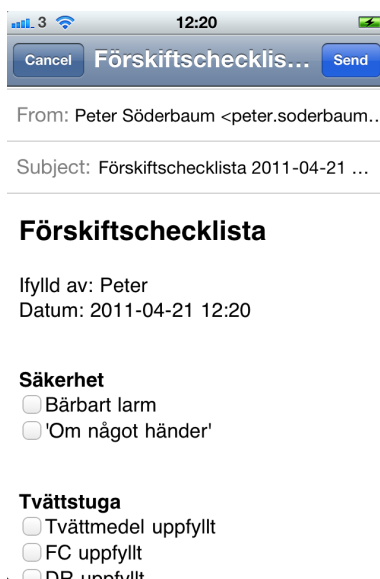 3 12:20
Cancel Förskiftschecklis... Send
From: Peter Söderbaum <peter.soderbaum...
Subject: Förskiftschecklista 2011-04-21 ...
Förskiftschecklista
Ifylld av: Peter
Datum: 2011-04-21 12:20
Säkerhet
Bärbart larm
'Om något händer'
Tvättstuga
Tvättmedel uppfyllt
FC uppfyllt
uppfyllt